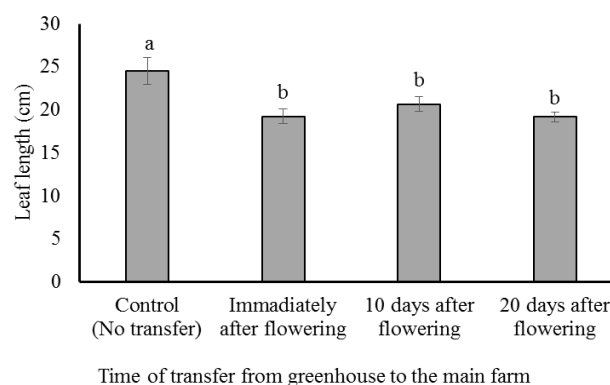 30
25
20
15
10
5
0
Leaf length (cm)
a
b
b
b
Control
(No transfer)
Immadiately
after flowering
10 days after
flowering
20 days after
flowering
Time of transfer from greenhouse to the main farm